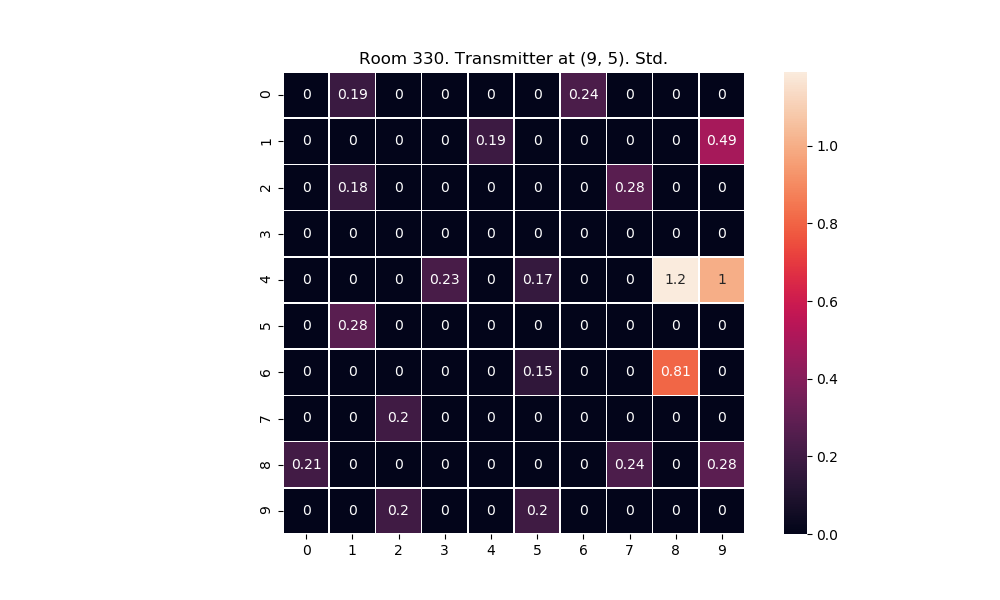 Room 330. Transmitter at (9, 5). Std.
0 0 0.19 0 0 0 0 0.24 0 0 0
1 0 0 0 0 0.19 0 0 0 0 0.49
2 0 0.18 0 0 0 0 0 0.28 0 0
3 0 0 0 0 0 0 0 0 0 0
4 0 0 0 0.23 0 0.17 0 0 1.2 1
5 0 0.28 0 0 0 0 0 0 0 0
6 0 0 0 0 0 0.15 0 0 0.81 0
7 0 0 0.2 0 0 0 0 0 0 0
8 0.21 0 0 0 0 0 0 0.24 0 0.28
9 0 0 0.2 0 0 0.2 0 0 0 0
0 1 2 3 4 5 6 7 8 9
1.0
0.8
0.6
0.4
0.2
0.0